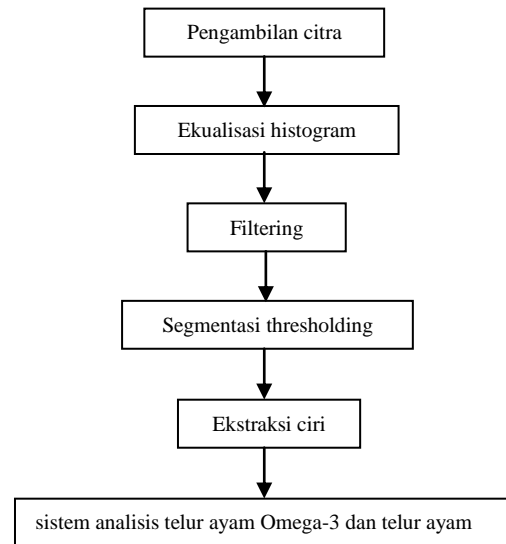 Pengambilan citra
Ekualisasi histogram
Filtering
Segmentasi thresholding
Ekstraksi ciri
sistem analisis telur ayam Omega-3 dan telur ayam